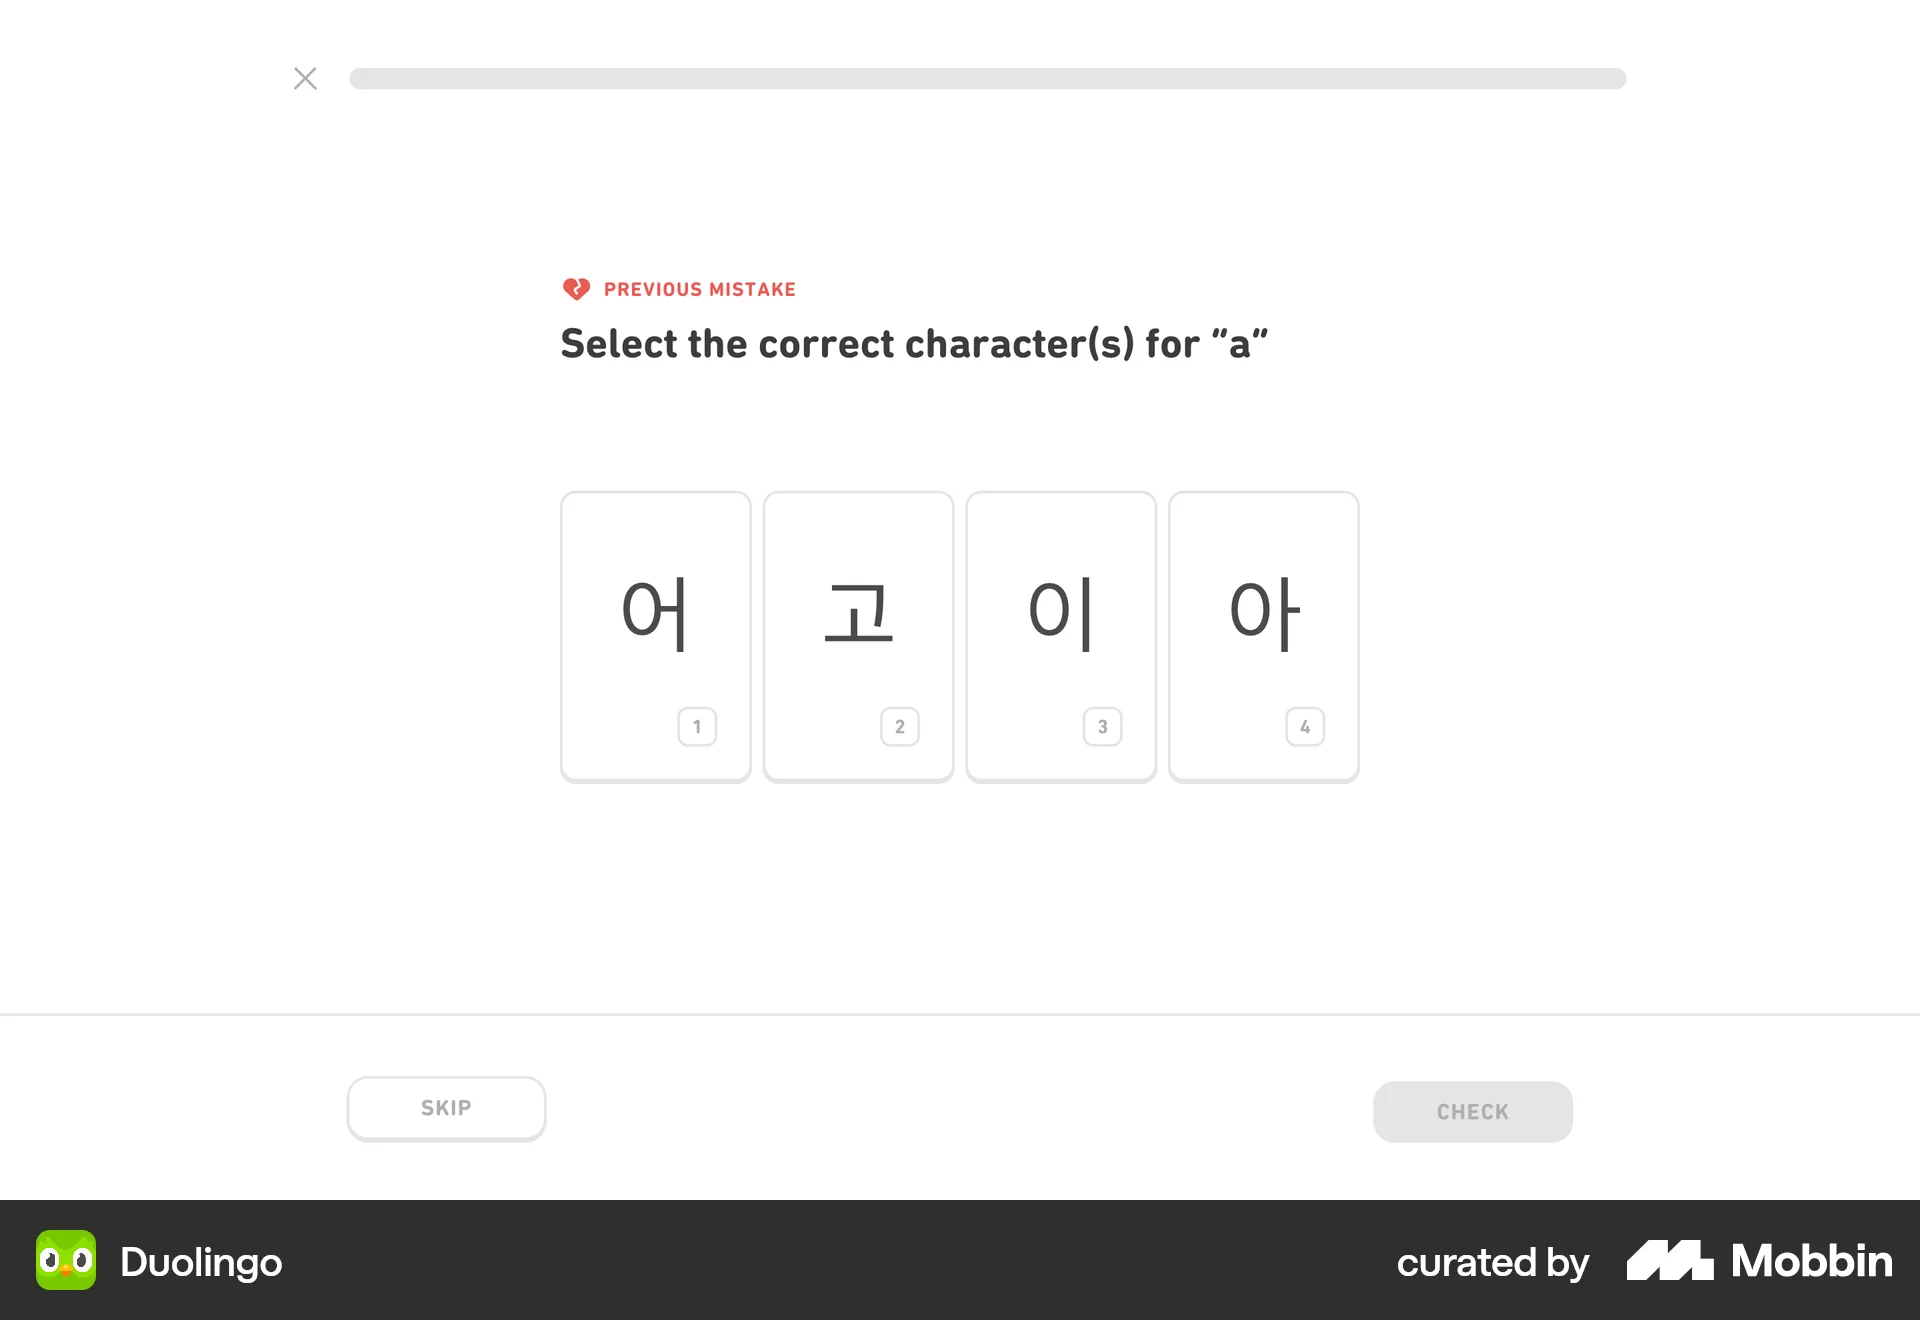 PREVIOUS MISTAKE
Select the correct character(s) for “a”
어 고 이 아
1 2 3 4
SKIP
CHECK
Duolingo
curated by Mobbin